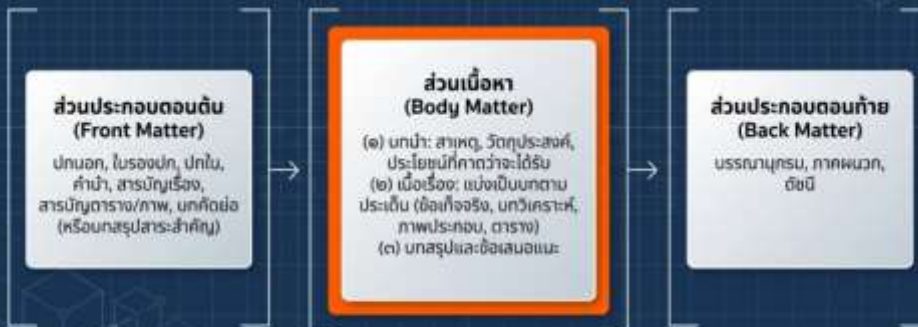 ส่วนประกอบตอนต้น
(Front Matter)
ปกนอก, ใบรองปก, ปกใน,
คำนำ, สารบัญเรื่อง,
สารบัญตาราง/ภาพ, บทคัดย่อ
(หรือบทสรุปสาระสำคัญ)
ส่วนเนื้อหา
(Body Matter)
(๑) บทนำ: สาเหตุ, วัตถุประสงค์,
ประโยชน์ที่คาดว่าจะได้รับ
(๒) เนื้อเรื่อง: แบ่งเป็นบทตาม
ประเด็น (ข้อเท็จจริง, บทวิเคราะห์,
ภาพประกอบ, ตาราง)
(๓) บทสรุปและข้อเสนอแนะ
ส่วนประกอบตอนท้าย
(Back Matter)
บรรณานุกรม, ภาคผนวก,
ดัชนี